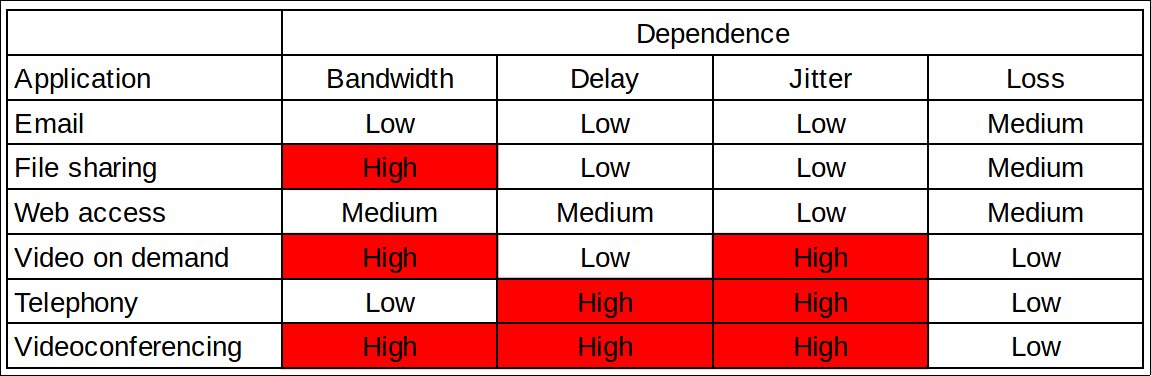 Dependence
Application Bandwidth Delay Jitter Loss
Email Low Low Low Medium
File sharing High Low Low Medium
Web access Medium Medium Low Medium
Video on demand High Low High Low
Telephony Low High High Low
Videoconferencing High High High Low